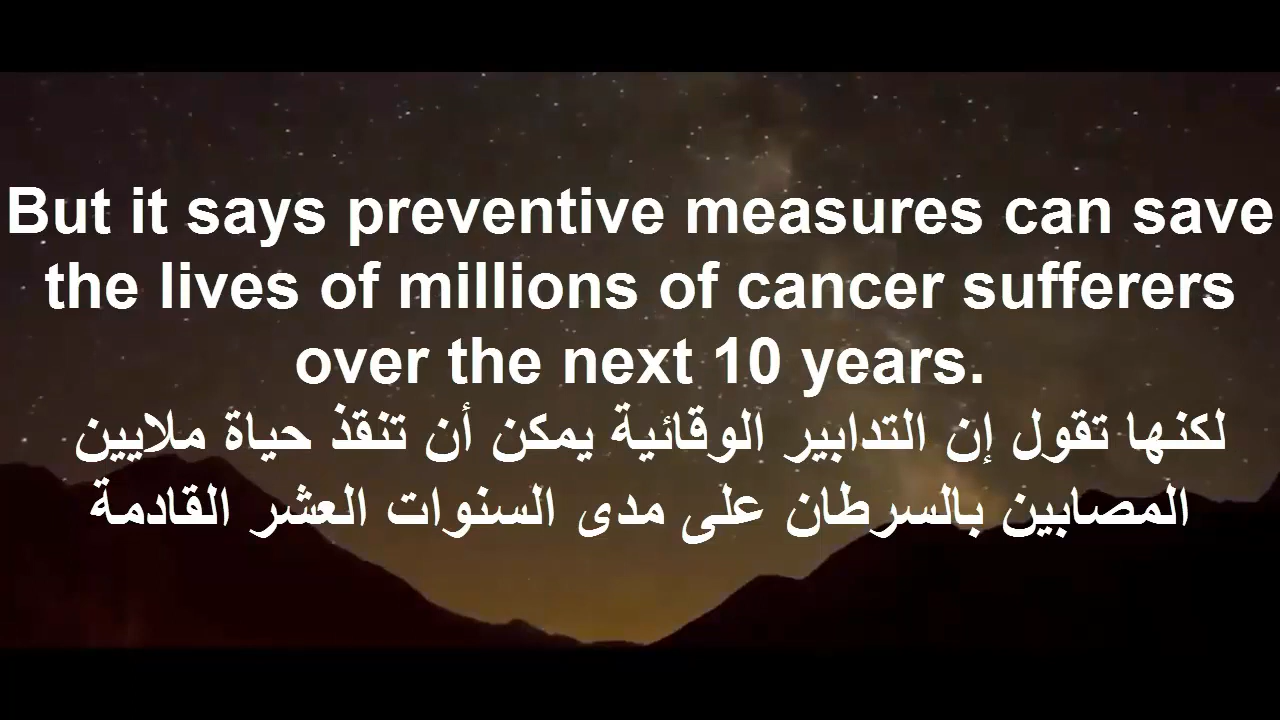 But it says preventive measures can save
the lives of millions of cancer sufferers
over the next 10 years.
لكنها تقول إن التدابير الوقائية يمكن أن تنقذ حياة ملايين
المصابين بالسرطان على مدى السنوات العشر القادمة